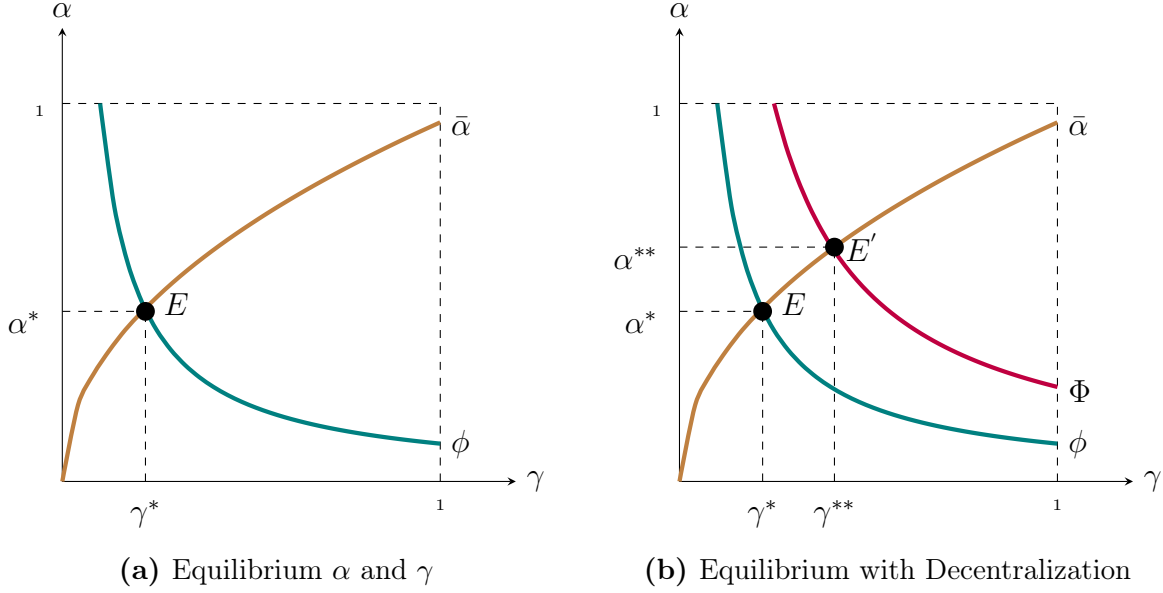 α
1
ᾱ
E
α*
ϕ
γ
γ*
1
(a) Equilibrium α and γ
α
1
ᾱ
α**
E′
α*
E
Φ
ϕ
γ
γ*
γ**
1
(b) Equilibrium with Decentralization